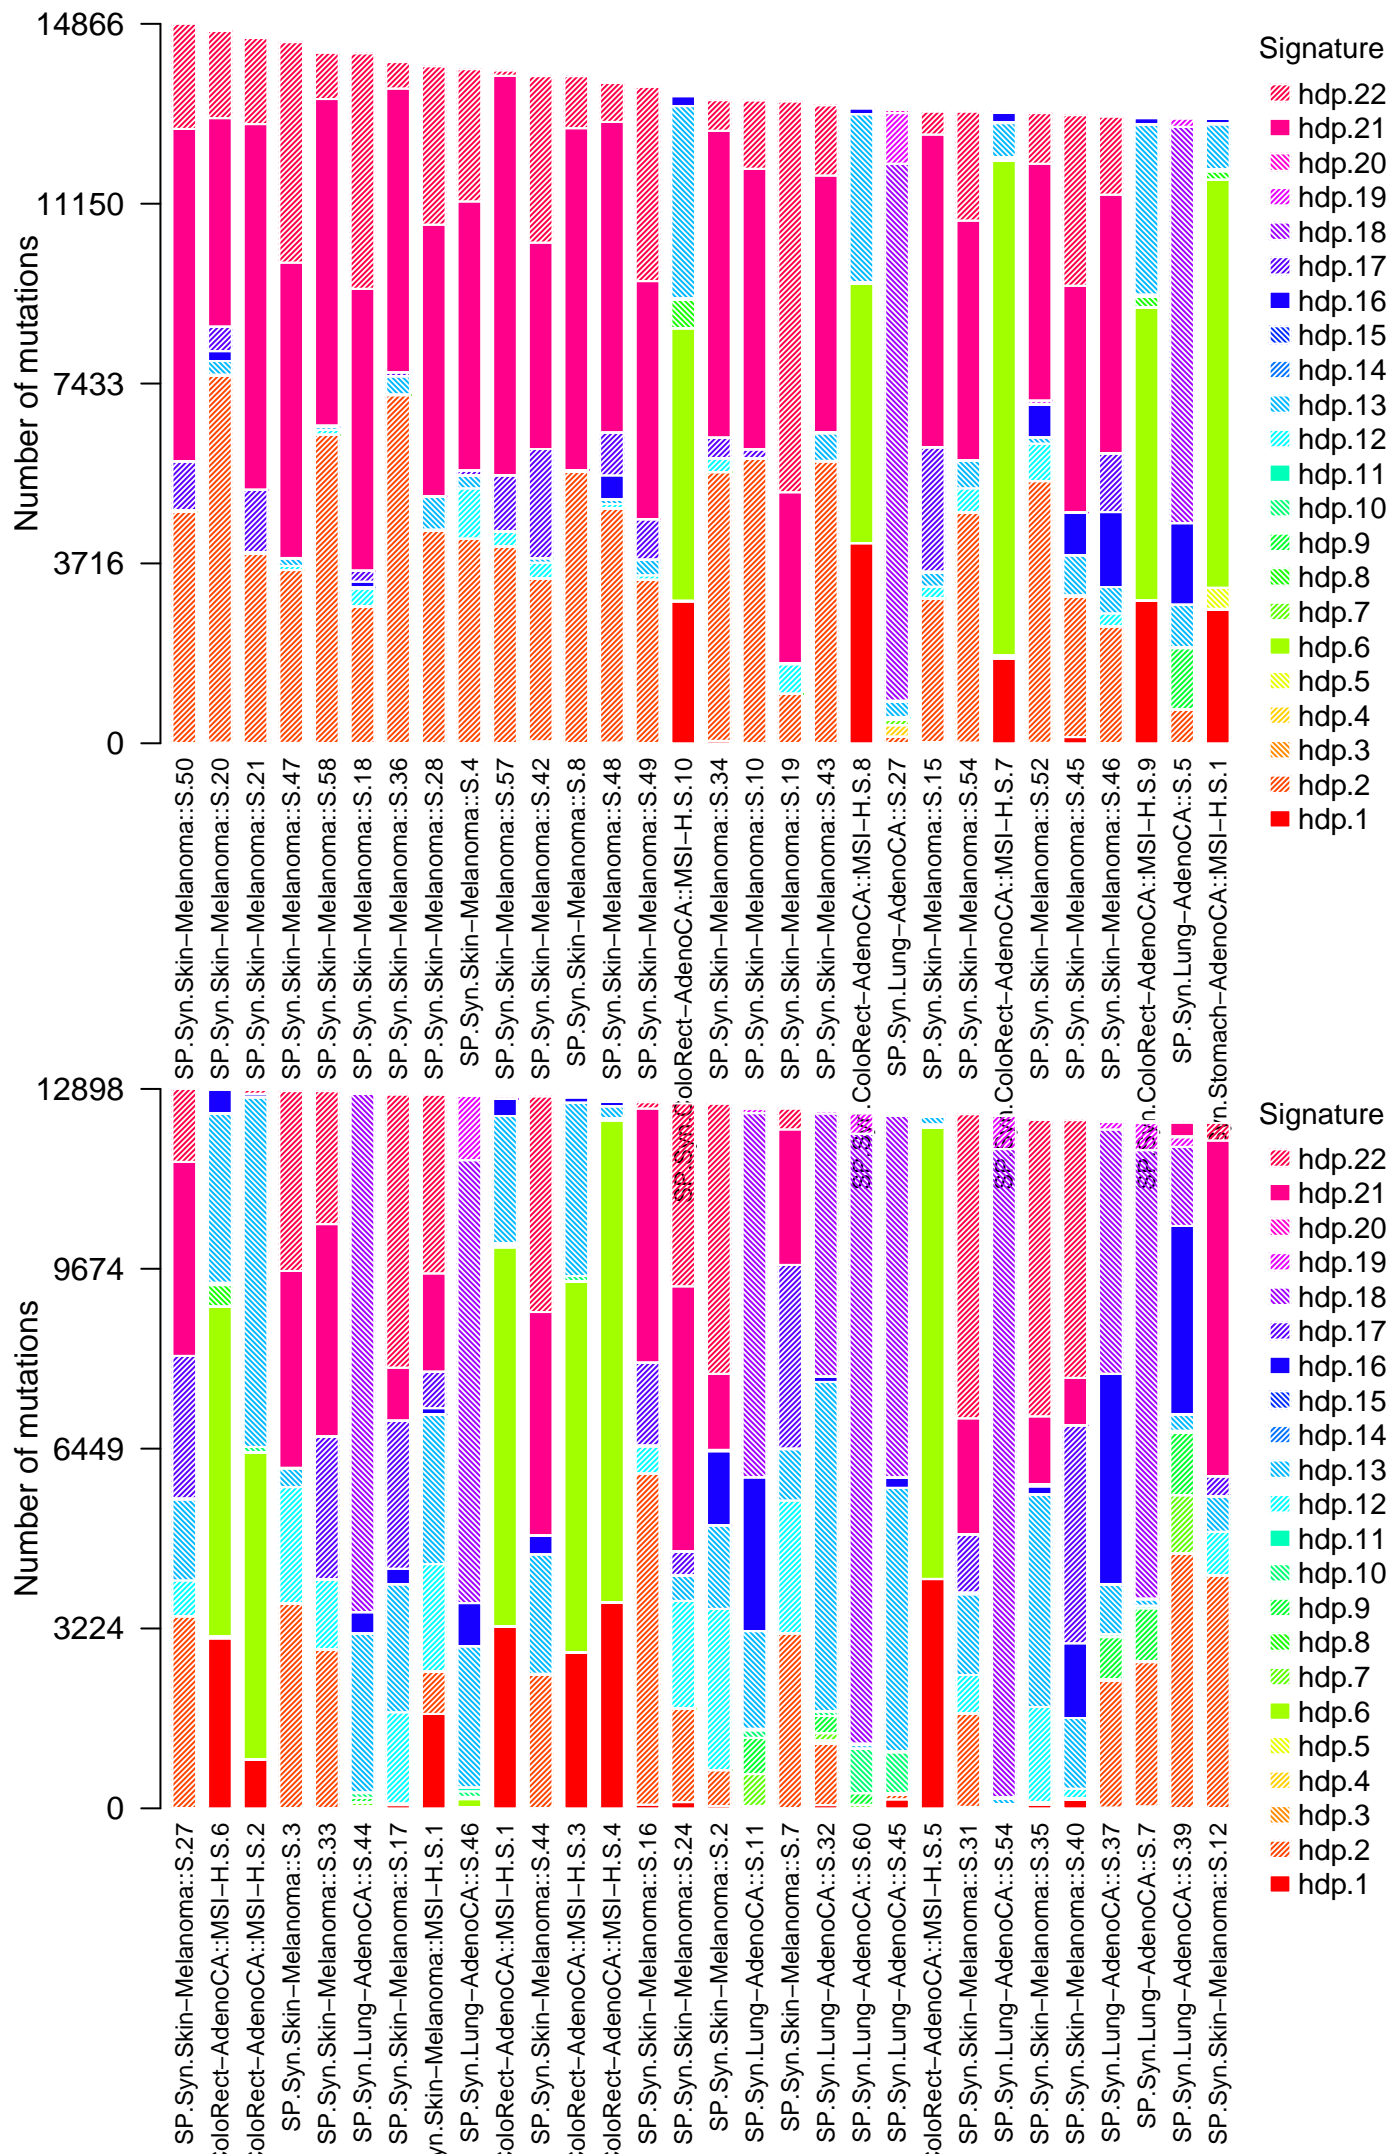 Number of mutations
14866
11150
7433
3716
0
Signature
hdp.22
hdp.21
hdp.20
hdp.19
hdp.18
hdp.17
hdp.16
hdp.15
hdp.14
hdp.13
hdp.12
hdp.11
hdp.10
hdp.9
hdp.8
hdp.7
hdp.6
hdp.5
hdp.4
hdp.3
hdp.2
hdp.1
SP.Syn.Skin−Melanoma::S.50
SP.Syn.Skin−Melanoma::S.20
SP.Syn.Skin−Melanoma::S.21
SP.Syn.Skin−Melanoma::S.47
SP.Syn.Skin−Melanoma::S.58
SP.Syn.Skin−Melanoma::S.18
SP.Syn.Skin−Melanoma::S.36
SP.Syn.Skin−Melanoma::S.28
SP.Syn.Skin−Melanoma::S.4
SP.Syn.Skin−Melanoma::S.57
SP.Syn.Skin−Melanoma::S.42
SP.Syn.Skin−Melanoma::S.8
SP.Syn.Skin−Melanoma::S.48
SP.Syn.Skin−Melanoma::S.49
SP.Syn.ColoRect−AdenoCA::MSI−H.S.10
SP.Syn.Skin−Melanoma::S.34
SP.Syn.Skin−Melanoma::S.10
SP.Syn.Skin−Melanoma::S.19
SP.Syn.Skin−Melanoma::S.43
SP.Syn.ColoRect−AdenoCA::MSI−H.S.8
SP.Syn.Lung−AdenoCA::S.27
SP.Syn.Skin−Melanoma::S.15
SP.Syn.Skin−Melanoma::S.54
SP.Syn.ColoRect−AdenoCA::MSI−H.S.7
SP.Syn.Skin−Melanoma::S.52
SP.Syn.Skin−Melanoma::S.45
SP.Syn.Skin−Melanoma::S.46
SP.Syn.ColoRect−AdenoCA::MSI−H.S.9
SP.Syn.Lung−AdenoCA::S.5
yn.Stomach−AdenoCA::MSI−H.S.1
Number of mutations
12898
9674
6449
3224
0
Signature
hdp.22
hdp.21
hdp.20
hdp.19
hdp.18
hdp.17
hdp.16
hdp.15
hdp.14
hdp.13
hdp.12
hdp.11
hdp.10
hdp.9
hdp.8
hdp.7
hdp.6
hdp.5
hdp.4
hdp.3
hdp.2
hdp.1
SP.Syn.Skin−Melanoma::S.27
oloRect−AdenoCA::MSI−H.S.6
oloRect−AdenoCA::MSI−H.S.2
SP.Syn.Skin−Melanoma::S.3
SP.Syn.Skin−Melanoma::S.33
SP.Syn.Lung−AdenoCA::S.44
SP.Syn.Skin−Melanoma::S.17
yn.Skin−Melanoma::MSI−H.S.1
SP.Syn.Lung−AdenoCA::S.46
oloRect−AdenoCA::MSI−H.S.1
SP.Syn.Skin−Melanoma::S.44
oloRect−AdenoCA::MSI−H.S.3
oloRect−AdenoCA::MSI−H.S.4
SP.Syn.Skin−Melanoma::S.16
SP.Syn.Skin−Melanoma::S.24
SP.Syn.Skin−Melanoma::S.2
SP.Syn.Lung−AdenoCA::S.11
SP.Syn.Skin−Melanoma::S.7
SP.Syn.Lung−AdenoCA::S.32
SP.Syn.Lung−AdenoCA::S.60
SP.Syn.Lung−AdenoCA::S.45
oloRect−AdenoCA::MSI−H.S.5
SP.Syn.Skin−Melanoma::S.31
SP.Syn.Lung−AdenoCA::S.54
SP.Syn.Skin−Melanoma::S.35
SP.Syn.Skin−Melanoma::S.40
SP.Syn.Lung−AdenoCA::S.37
SP.Syn.Lung−AdenoCA::S.7
SP.Syn.Lung−AdenoCA::S.39
SP.Syn.Skin−Melanoma::S.12